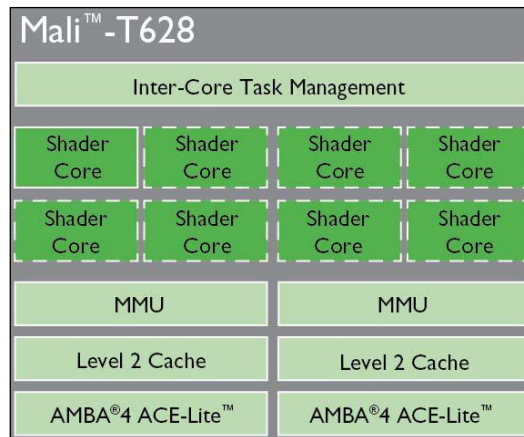 Mali™-T628
Inter-Core Task Management
Shader Core
Shader Core
Shader Core
Shader Core
Shader Core
Shader Core
Shader Core
Shader Core
MMU
MMU
Level 2 Cache
Level 2 Cache
AMBA®4 ACE-Lite™
AMBA®4 ACE-Lite™